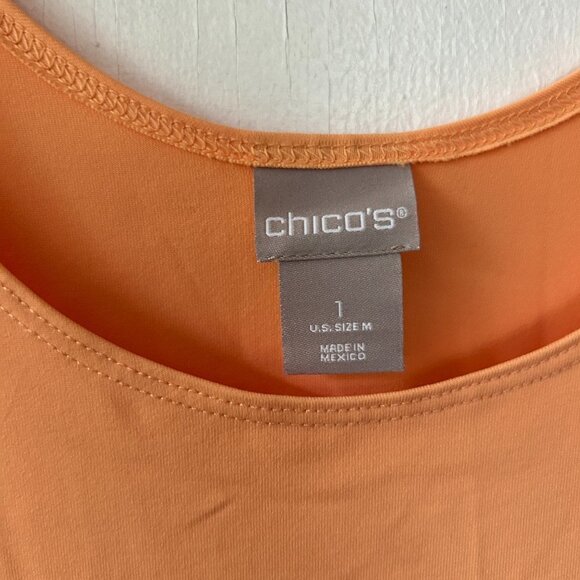 chico's®
1
U.S. SIZE M
MADE IN
MEXICO